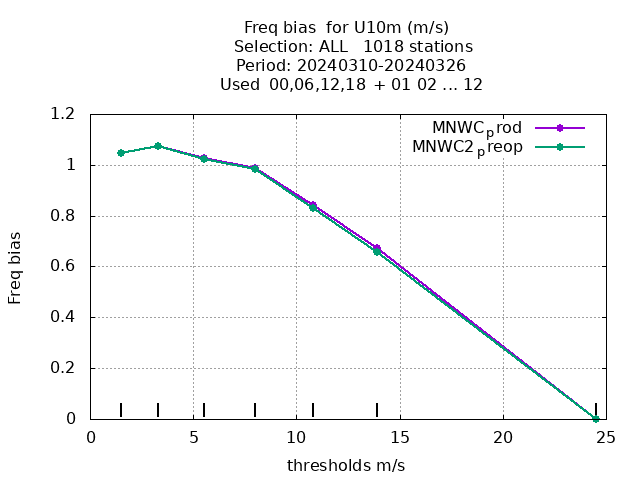 Freq bias  for U10m (m/s)
Selection: ALL   1018 stations
Period: 20240310-20240326
Used  00,06,12,18  + 01 02 ... 12
MNWCprod
MNWC2preop
1.2
1
0.8
0.6
0.4
0.2
0
Freq bias
0 5 10 15 20 25
thresholds m/s